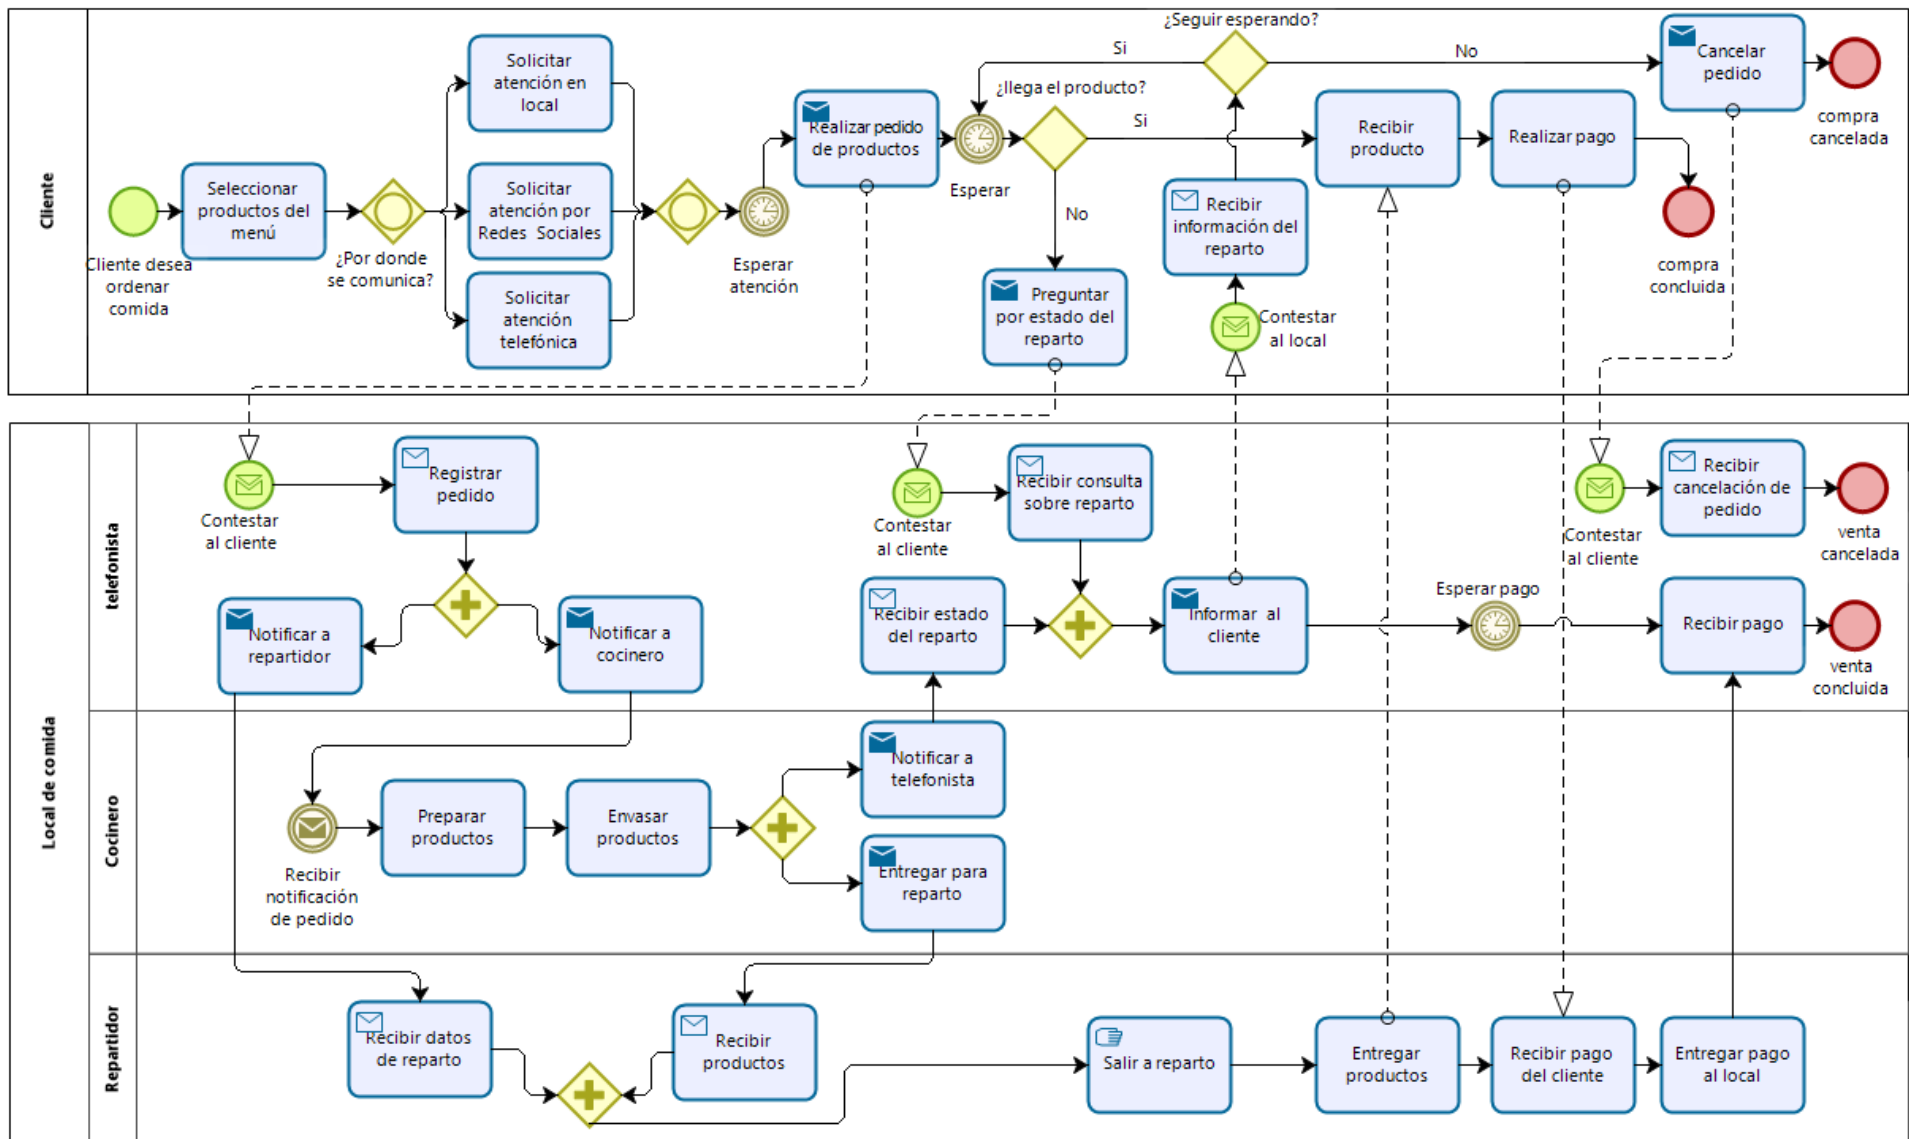 Cliente
Cliente desea
ordenar
comida
Seleccionar
productos del
menú
¿Por donde
se comunica?
Solicitar
atención en
local
Solicitar
atención por
Redes Sociales
Solicitar
atención
telefónica
Esperar
atención
Realizar pedido
de productos
Esperar
¿llega el producto?
Si
No
Preguntar
por estado del
reparto
¿Seguir esperando?
Si
No
Recibir
información del
reparto
Contestar
al local
Recibir
producto
Realizar pago
compra
concluida
Cancelar
pedido
compra
cancelada
Local de comida
telefonista
Contestar
al cliente
Registrar
pedido
Notificar a
repartidor
Notificar a
cocinero
Contestar
al cliente
Recibir consulta
sobre reparto
Recibir estado
del reparto
Informar al
cliente
Esperar pago
Contestar
al cliente
Recibir
cancelación de
pedido
venta
cancelada
Recibir pago
venta
concluida
Cocinero
Recibir
notificación
de pedido
Preparar
productos
Envasar
productos
Notificar a
telefonista
Entregar para
reparto
Repartidor
Recibir datos
de reparto
Recibir
productos
Salir a reparto
Entregar
productos
Recibir pago
del cliente
Entregar pago
al local